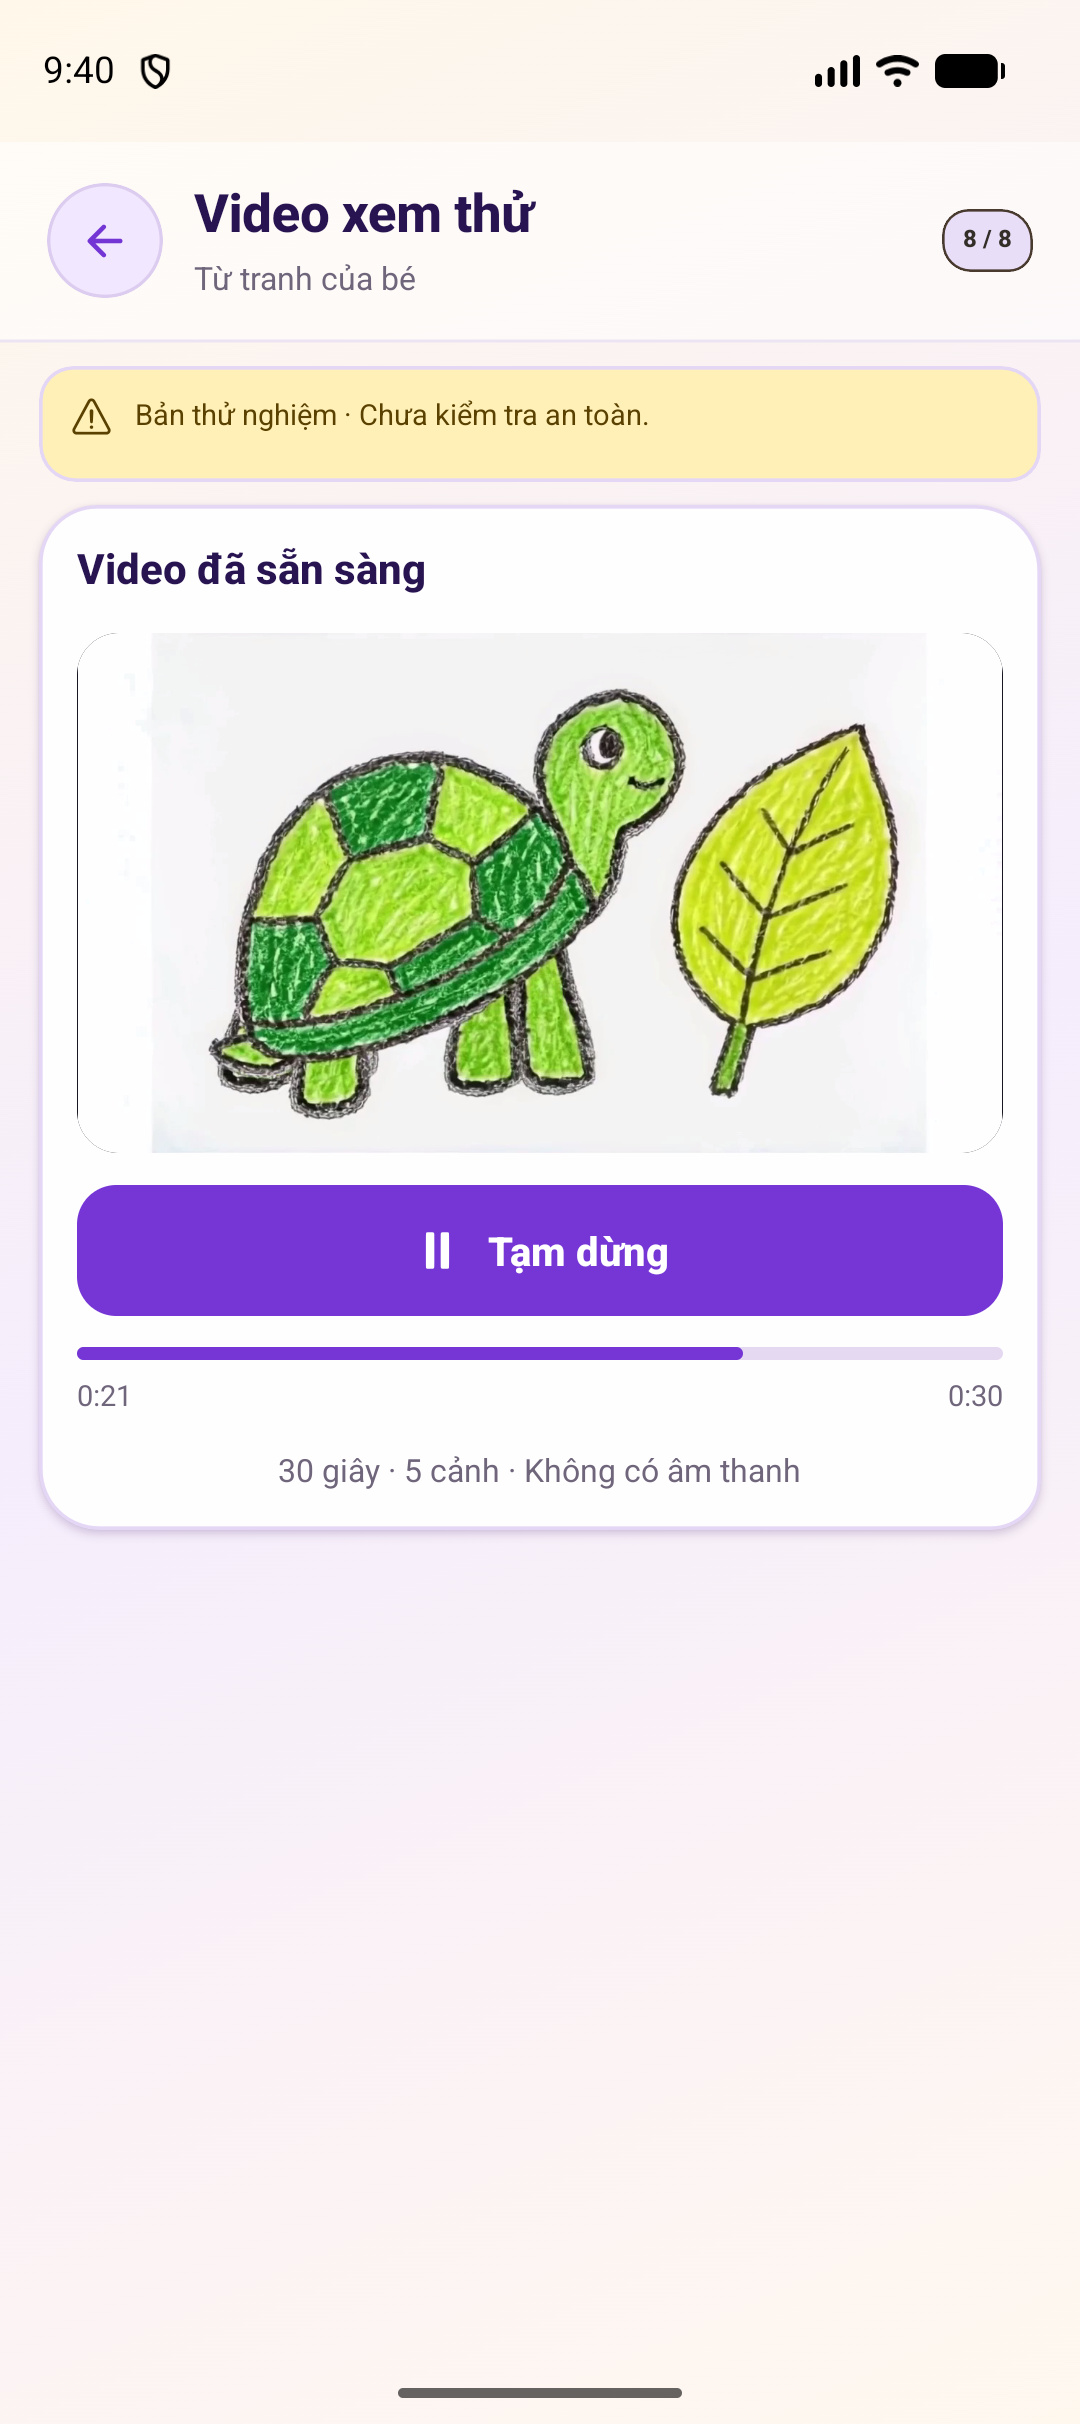 9:40
Video xem thử
Từ tranh của bé
8 / 8
Bản thử nghiệm · Chưa kiểm tra an toàn.
Video đã sẵn sàng
Tạm dừng
0:21
0:30
30 giây · 5 cảnh · Không có âm thanh